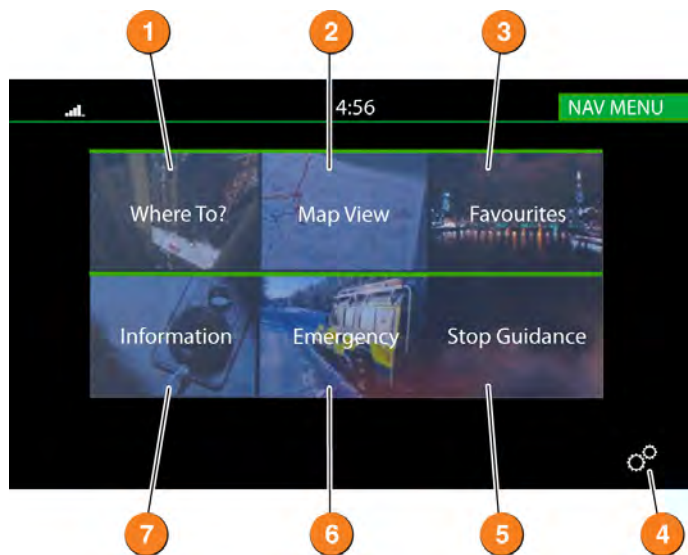 1 2 3
4:56 NAV MENU
Where To? Map View Favourites
Information Emergency Stop Guidance
7 6 5 4